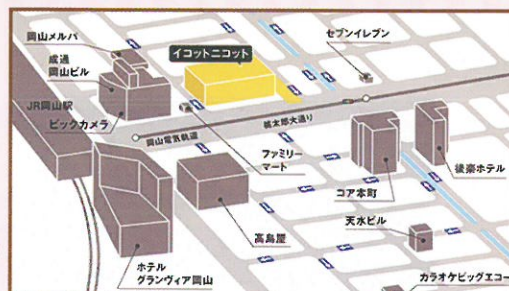 岡山メルパ
成通
岡山ビル
イコットニコット
セブンイレブン
JR岡山駅
ビックカメラ
岡山電気軌道
桃太郎大通り
ファミリー
マート
後楽ホテル
コア本町
高島屋
天水ビル
ホテル
グランヴィア岡山
カラオケビッグエコー